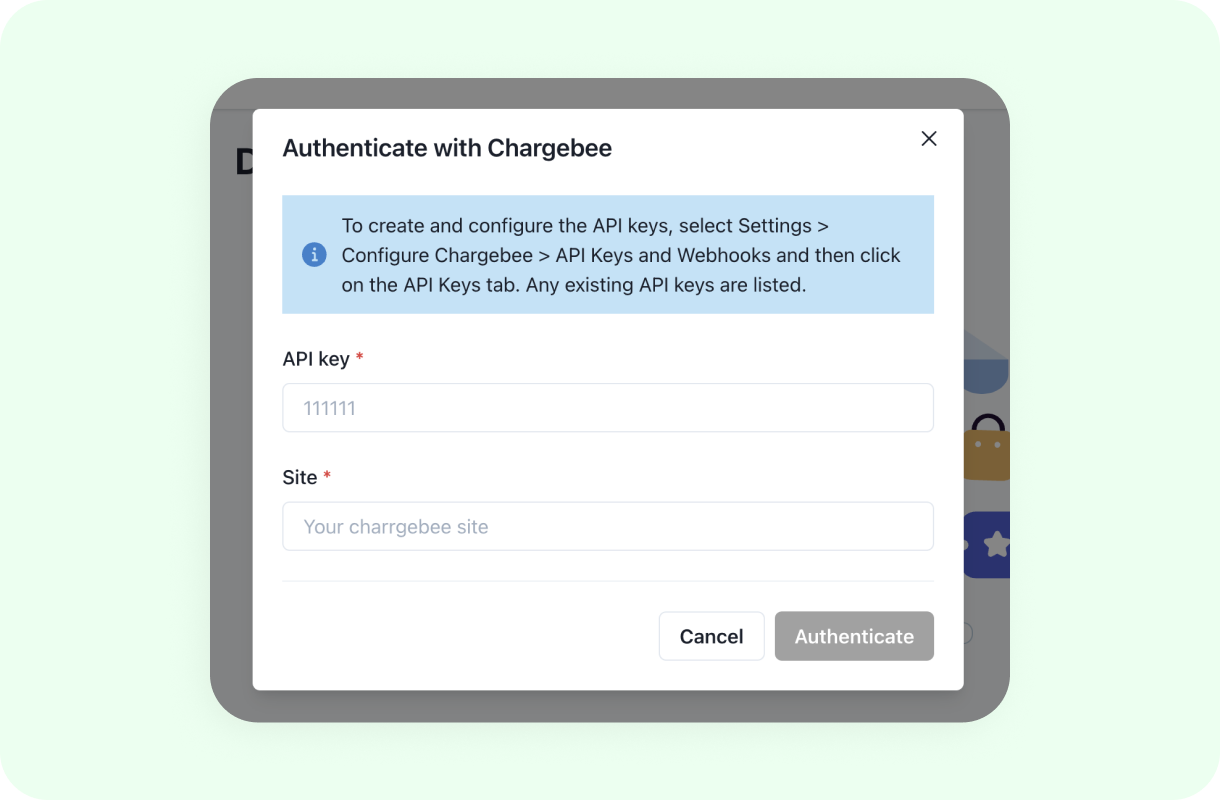 D
Authenticate with Chargebee
To create and configure the API keys, select Settings >
Configure Chargebee > API Keys and Webhooks and then click
on the API Keys tab. Any existing API keys are listed.
API key *
111111
Site *
Your charrgebee site
Cancel
Authenticate